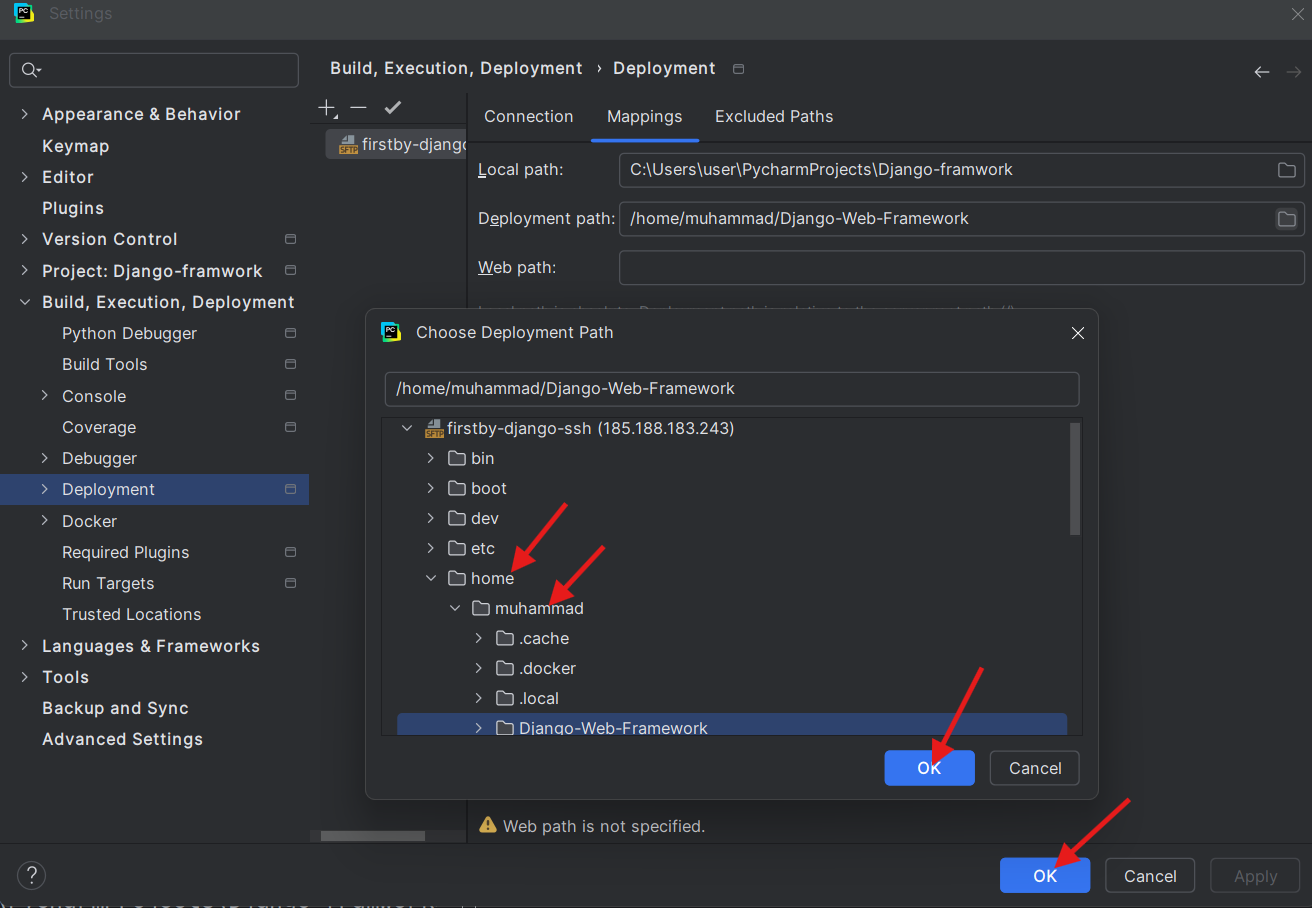 Settings
Build, Execution, Deployment › Deployment
Appearance & Behavior
Keymap
Editor
Plugins
Version Control
Project: Django-framwork
Build, Execution, Deployment
Python Debugger
Build Tools
Console
Coverage
Debugger
Deployment
Docker
Required Plugins
Run Targets
Trusted Locations
Languages & Frameworks
Tools
Backup and Sync
Advanced Settings
SFTP firstby-django
Connection Mappings Excluded Paths
Local path: C:\Users\user\PycharmProjects\Django-framwork
Deployment path: /home/muhammad/Django-Web-Framework
Web path:
PC Choose Deployment Path
/home/muhammad/Django-Web-Framework
SFTP firstby-django-ssh (185.188.183.243)
bin
boot
dev
etc
home
muhammad
.cache
.docker
.local
Django-Web-Framework
OK Cancel
Web path is not specified.
? OK Cancel Apply